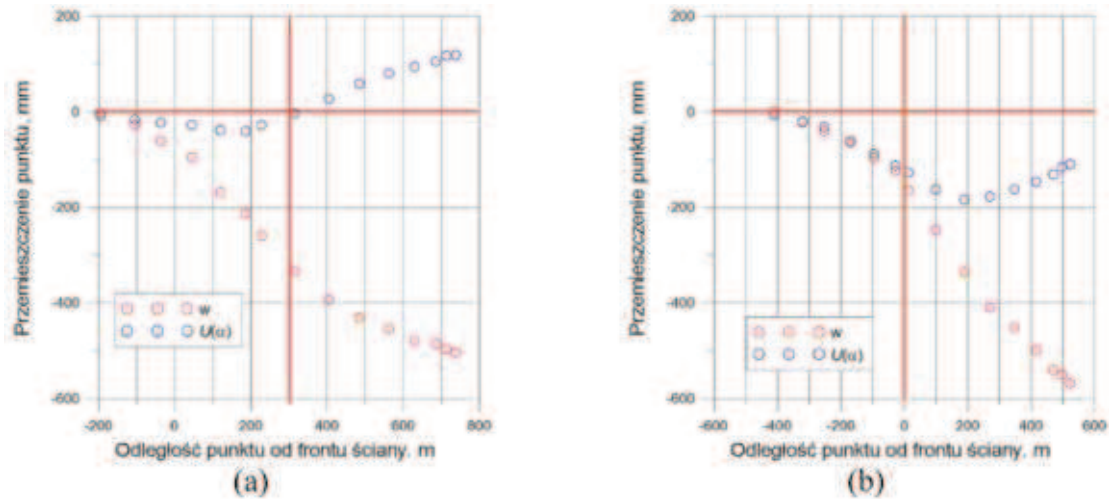 200
0
-200
-400
-600
Przemieszczenie punktu, mm
w
U(α)
-200 0 200 400 600 800
Odległość punktu od frontu ściany, m
(a)
200
0
-200
-400
-600
Przemieszczenie punktu, mm
w
U(α)
-600 -400 -200 0 200 400 600
Odległość punktu od frontu ściany, m
(b)